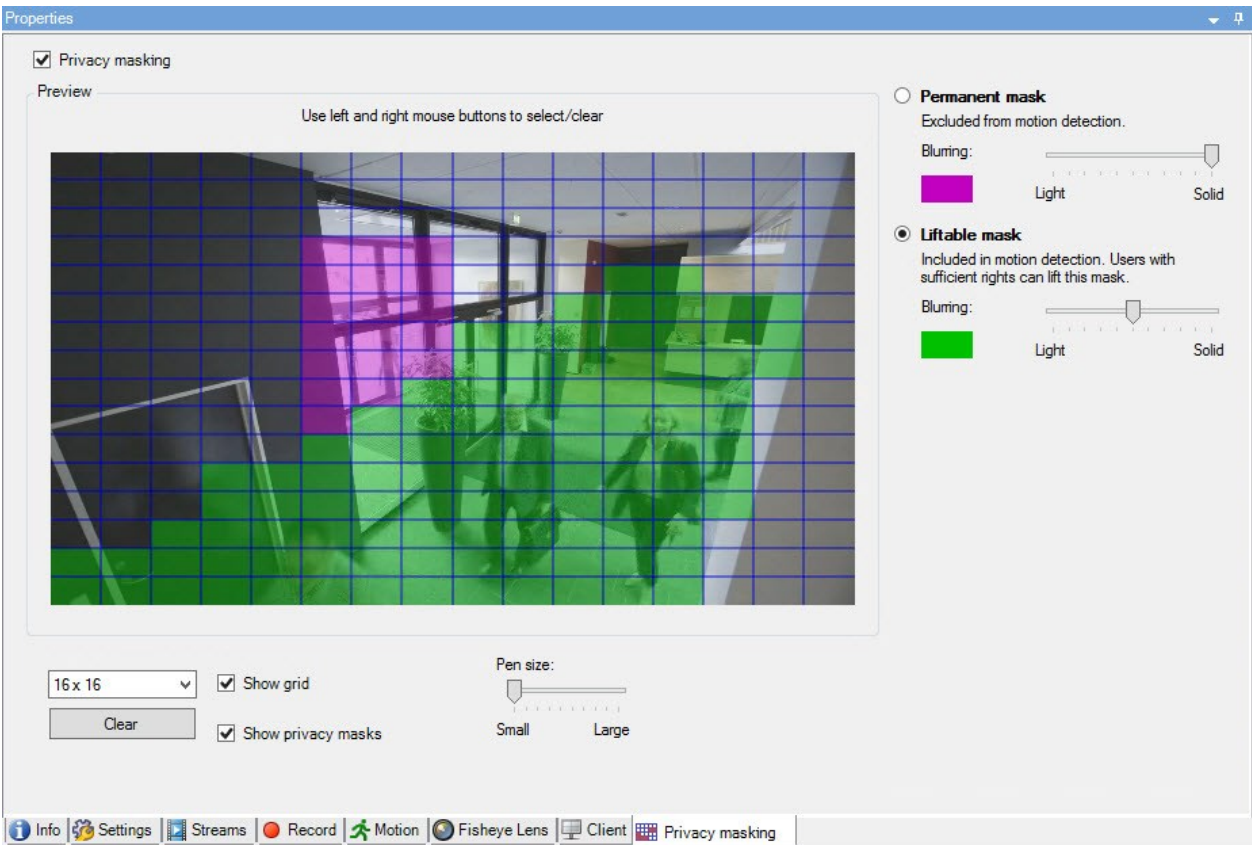 Properties
Privacy masking
Preview
Use left and right mouse buttons to select/clear
Permanent mask
Excluded from motion detection.
Blurring:
Light Solid
Liftable mask
Included in motion detection. Users with
sufficient rights can lift this mask.
Blurring:
Light Solid
16 x 16
Show grid
Clear
Show privacy masks
Pen size:
Small Large
Info Settings Streams Record Motion Fisheye Lens Client Privacy masking